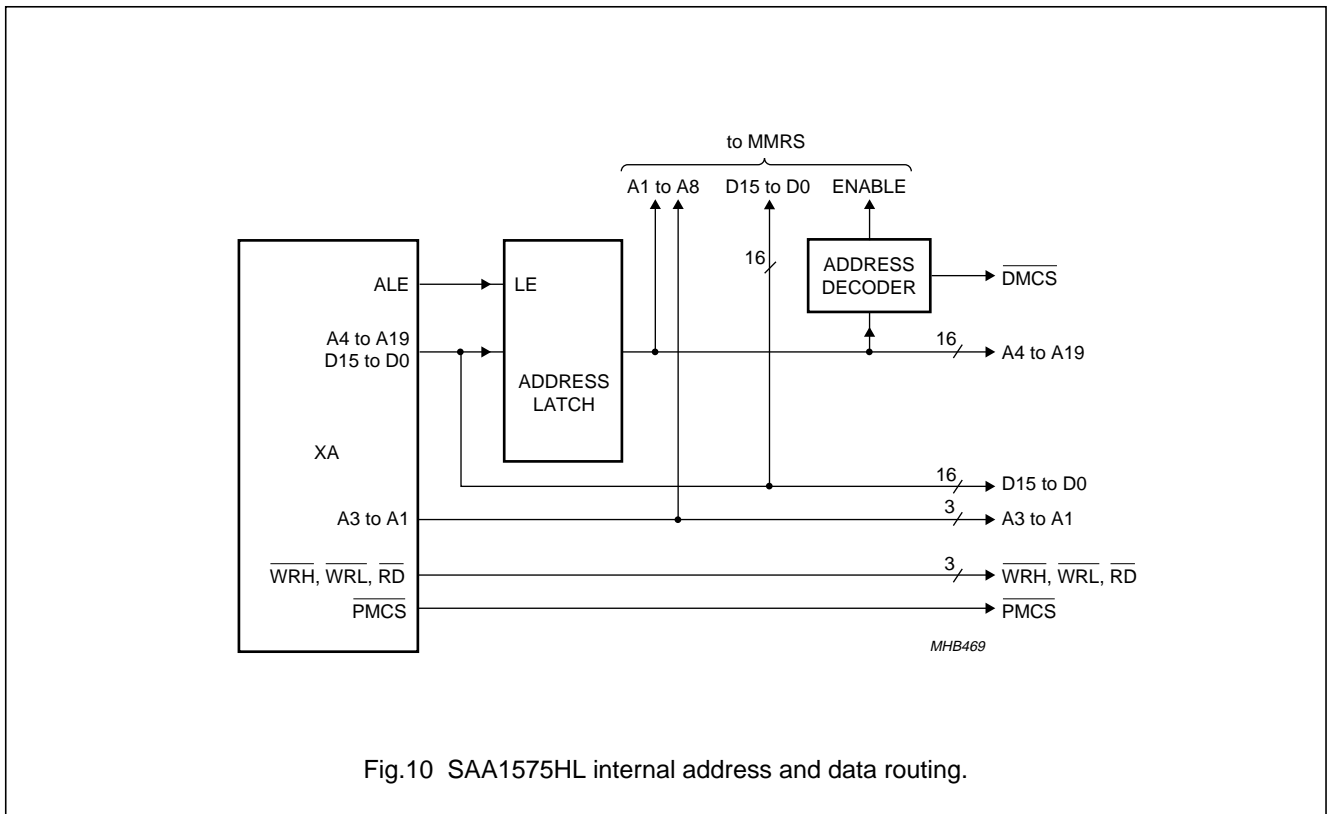 to MMRS
A1 to A8 D15 to D0 ENABLE
16
ADDRESS
DECODER
DMCS
ALE
LE
A4 to A19
D15 to D0
ADDRESS
LATCH
16
A4 to A19
XA
16
D15 to D0
A3 to A1
3
A3 to A1
WRH, WRL, RD
3
WRH, WRL, RD
PMCS
PMCS
MHB469
Fig.10 SAA1575HL internal address and data routing.